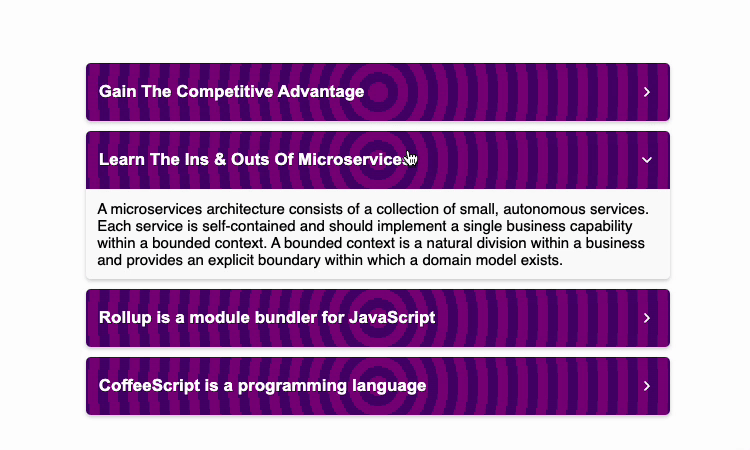 Gain The Competitive Advantage
Learn The Ins & Outs Of Microservices
A microservices architecture consists of a collection of small, autonomous services.
Each service is self-contained and should implement a single business capability
within a bounded context. A bounded context is a natural division within a business
and provides an explicit boundary within which a domain model exists.
Rollup is a module bundler for JavaScript
CoffeeScript is a programming language